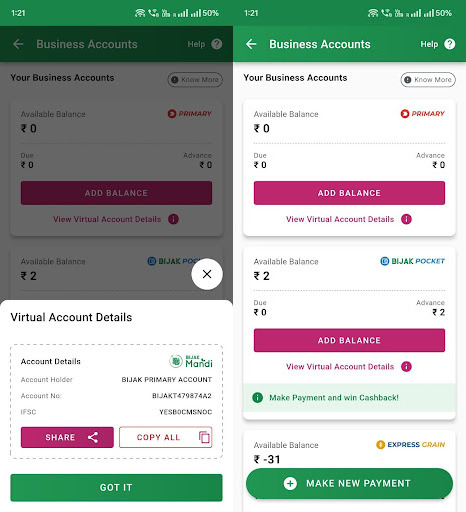 1:21
50%
Business Accounts
Help
Your Business Accounts
Know More
Available Balance
PRIMARY
₹ 0
Due
Advance
₹ 0
₹ 0
ADD BALANCE
View Virtual Account Details
Available Balance
BIJAK POCKET
₹ 2
Virtual Account Details
Account Details
BIJAK
Mandi
Account Holder
BIJAK PRIMARY ACCOUNT
Account No:
BIJAKT479874A2
IFSC
YESB0CMSNOC
SHARE
COPY ALL
GOT IT
1:21
50%
Business Accounts
Help
Your Business Accounts
Know More
Available Balance
PRIMARY
₹ 0
Due
Advance
₹ 0
₹ 0
ADD BALANCE
View Virtual Account Details
Available Balance
BIJAK POCKET
₹ 2
Due
Advance
₹ 0
₹ 2
ADD BALANCE
View Virtual Account Details
Make Payment and win Cashback!
Available Balance
EXPRESS GRAIN
₹ -31
MAKE NEW PAYMENT